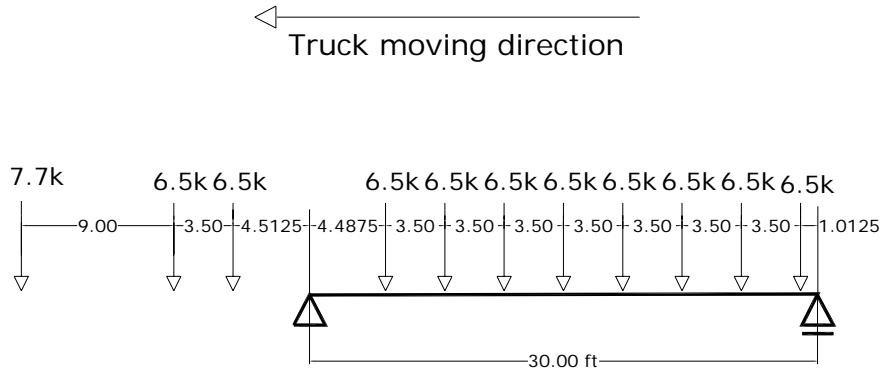 Truck moving direction
7.7k 6.5k 6.5k 6.5k 6.5k 6.5k 6.5k 6.5k 6.5k 6.5k 6.5k
9.00 3.50 4.5125 4.4875 3.50 3.50 3.50 3.50 3.50 3.50 3.50 1.0125
30.00 ft